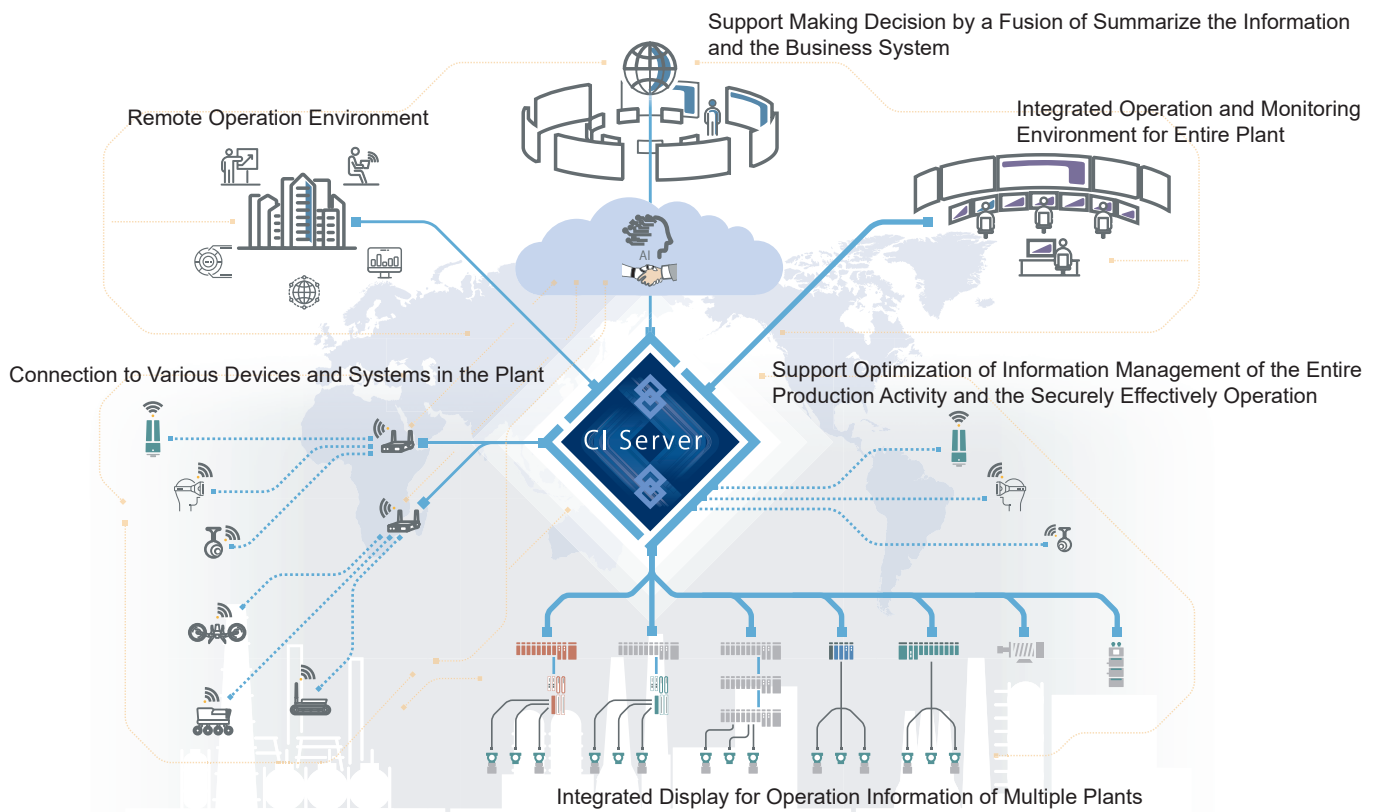 Support Making Decision by a Fusion of Summarize the Information
and the Business System
Remote Operation Environment
Integrated Operation and Monitoring
Environment for Entire Plant
AI
Connection to Various Devices and Systems in the Plant
Support Optimization of Information Management of the Entire
Production Activity and the Securely Effectively Operation
CI Server
Integrated Display for Operation Information of Multiple Plants